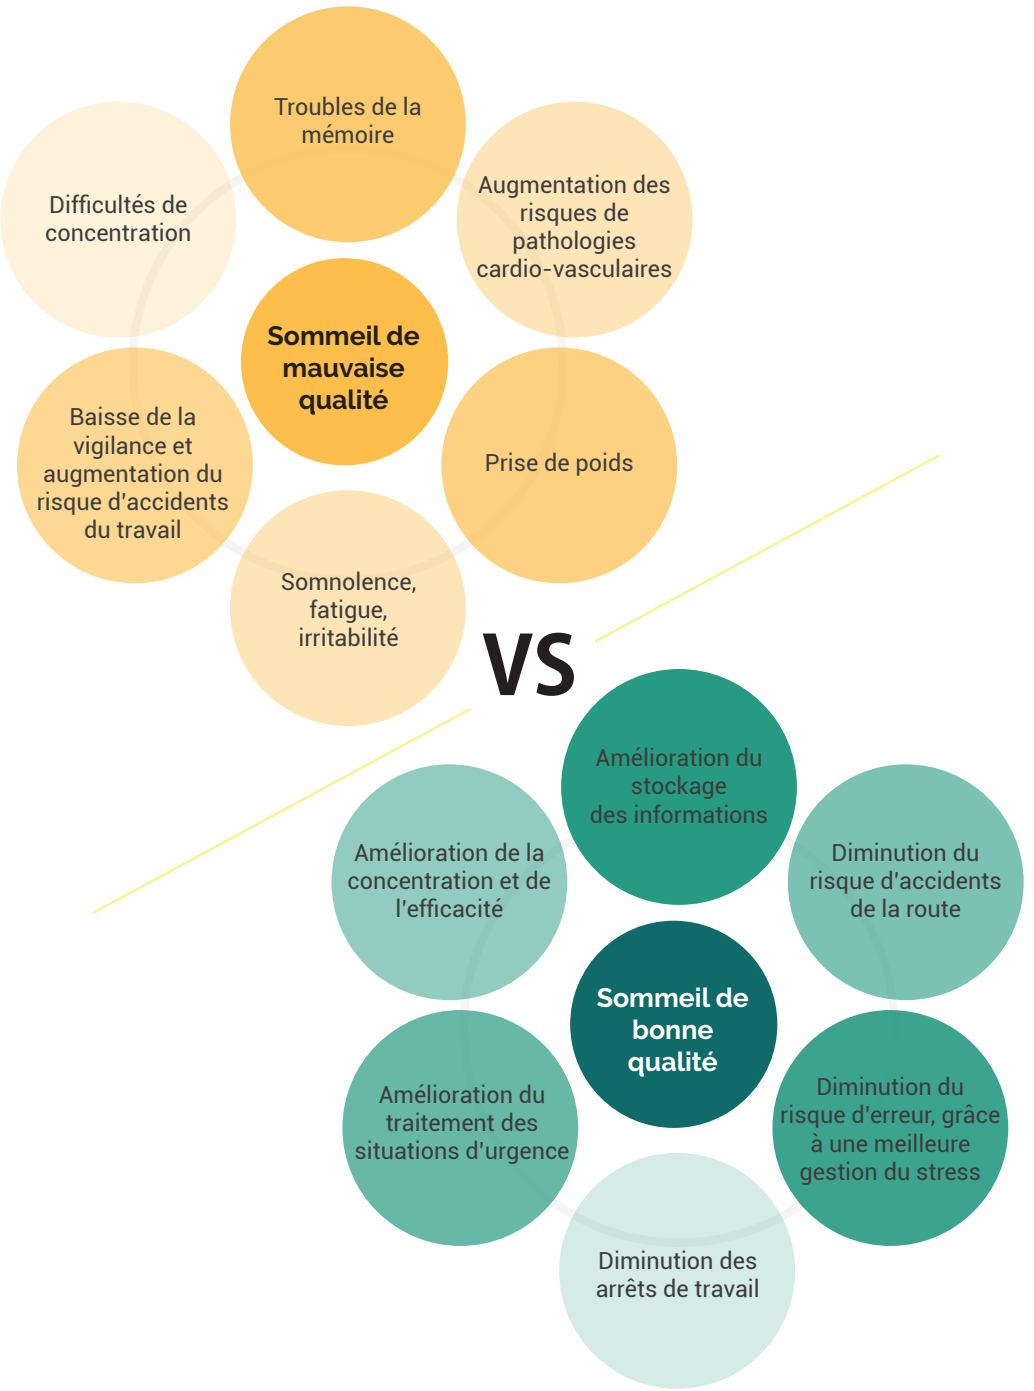 Troubles de la
mémoire
Difficultés de
concentration
Augmentation des
risques de
pathologies
cardio-vasculaires
Sommeil de
mauvaise
qualité
Baisse de la
vigilance et
augmentation du
risque d'accidents
du travail
Prise de poids
Somnolence,
fatigue,
irritabilité
VS
Amélioration du
stockage
des informations
Amélioration de la
concentration et de
l'efficacité
Diminution du
risque d'accidents
de la route
Sommeil de
bonne
qualité
Amélioration du
traitement des
situations d'urgence
Diminution du
risque d'erreur, grâce
à une meilleure
gestion du stress
Diminution des
arrêts de travail